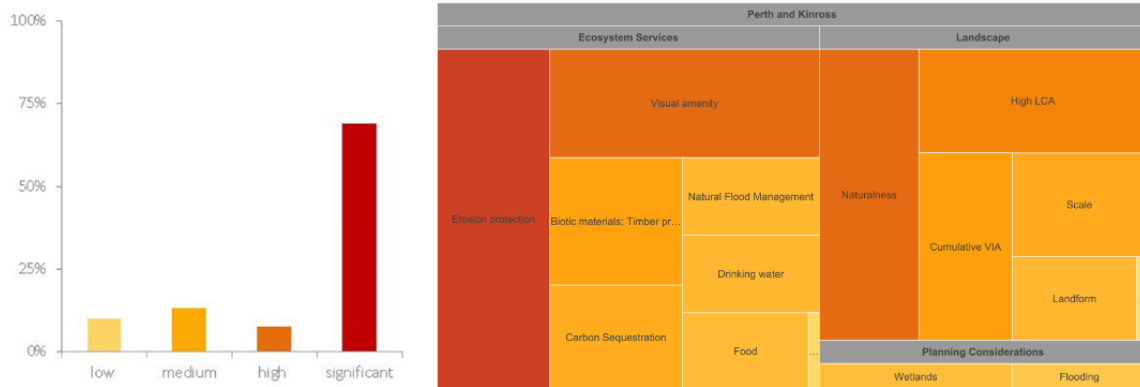 100%
75%
50%
25%
0%
low medium high significant
Perth and Kinross
Ecosystem Services
Landscape
Erosion protection
Visual amenity
Biotic materials: Timber pr...
Natural Flood Management
Drinking water
Carbon Sequestration
Food
...
Naturalness
High LCA
Cumulative VIA
Scale
Landform
Planning Considerations
Wetlands
Flooding